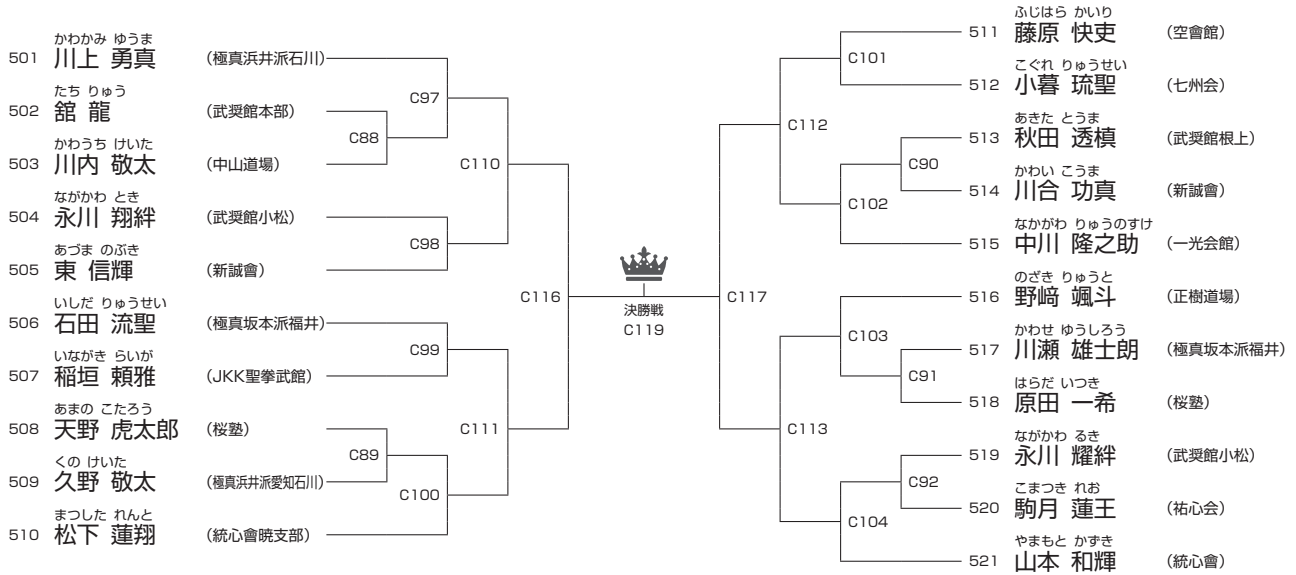 かわかみ ゆうま
501 川上 勇真 (極真浜井派石川)
たち りゅう
502 舘 龍 (武奨館本部)
かわうち けいた
503 川内 敬太 (中山道場)
ながかわ とき
504 永川 翔絆 (武奨館小松)
あづま のぶき
505 東 信輝 (新誠會)
いしだ りゅうせい
506 石田 流聖 (極真坂本派福井)
いながき らいが
507 稲垣 頼雅 (JKK聖拳武館)
あまの こたろう
508 天野 虎太郎 (桜塾)
くの けいた
509 久野 敬太 (極真浜井派愛知石川)
まつした れんと
510 松下 蓮翔 (統心會暁支部)
C97
C88
C110
C98
C116
C99
C111
C89
C100
決勝戦
C119
C101
C112
C90
C102
C117
C103
C91
C113
C92
C104
ふじはら かいり
511 藤原 快吏 (空會館)
こぐれ りゅうせい
512 小暮 琉聖 (七州会)
あきた とうま
513 秋田 透槙 (武奨館根上)
かわい こうま
514 川合 功真 (新誠會)
なかがわ りゅうのすけ
515 中川 隆之助 (一光会館)
のざき りゅうと
516 野﨑 颯斗 (正樹道場)
かわせ ゆうしろう
517 川瀬 雄士朗 (極真坂本派福井)
はらだ いつき
518 原田 一希 (桜塾)
ながかわ るき
519 永川 耀絆 (武奨館小松)
こまつき れお
520 駒月 蓮王 (祐心会)
やまもと かずき
521 山本 和輝 (統心會)